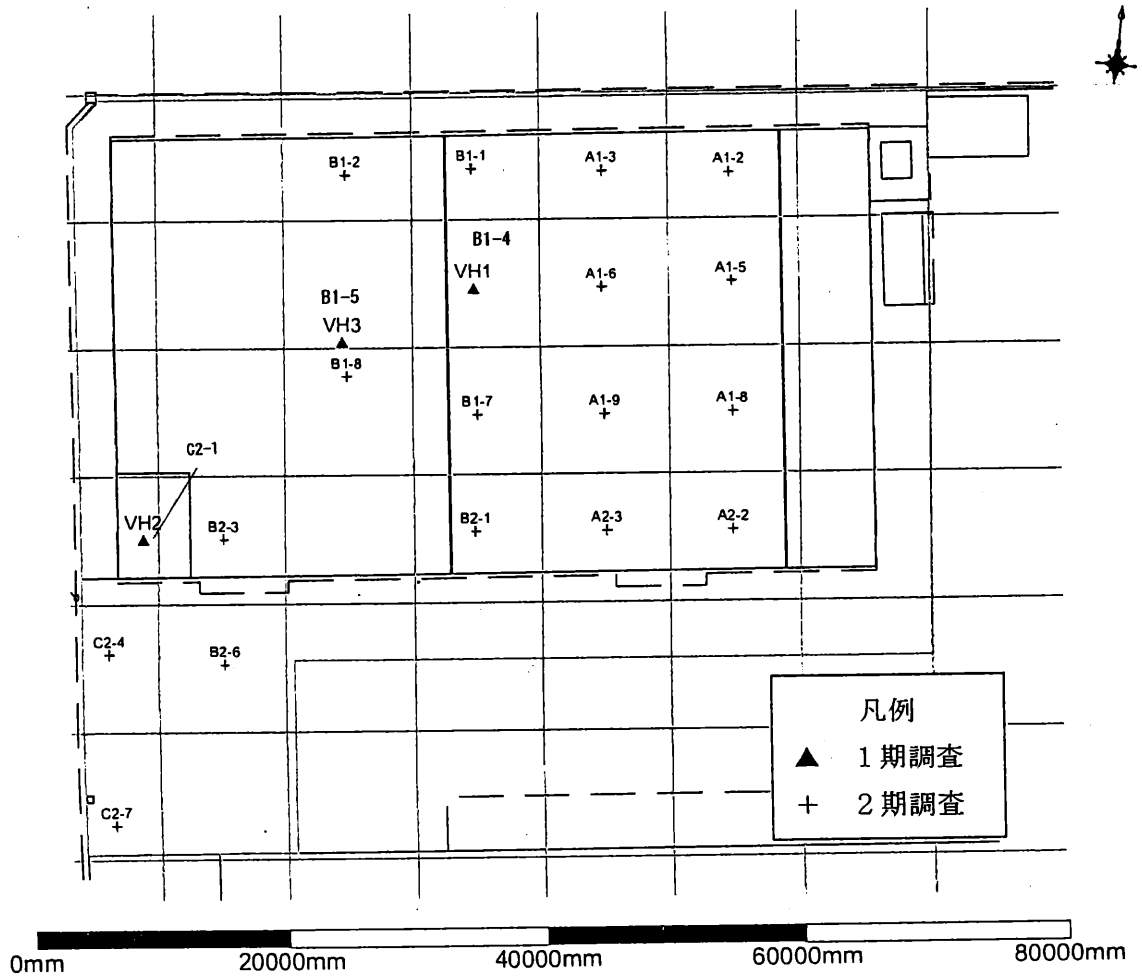 B1-2
B1-1
A1-3
A1-2
B1-4
VH1
A1-6
A1-5
B1-5
VH3
B1-8
B1-7
A1-9
A1-8
C2-1
VH2
B2-3
B2-1
A2-3
A2-2
C2-4
B2-6
C2-7
凡例
▲ 1期調査
+ 2期調査
0mm 20000mm 40000mm 60000mm 80000mm